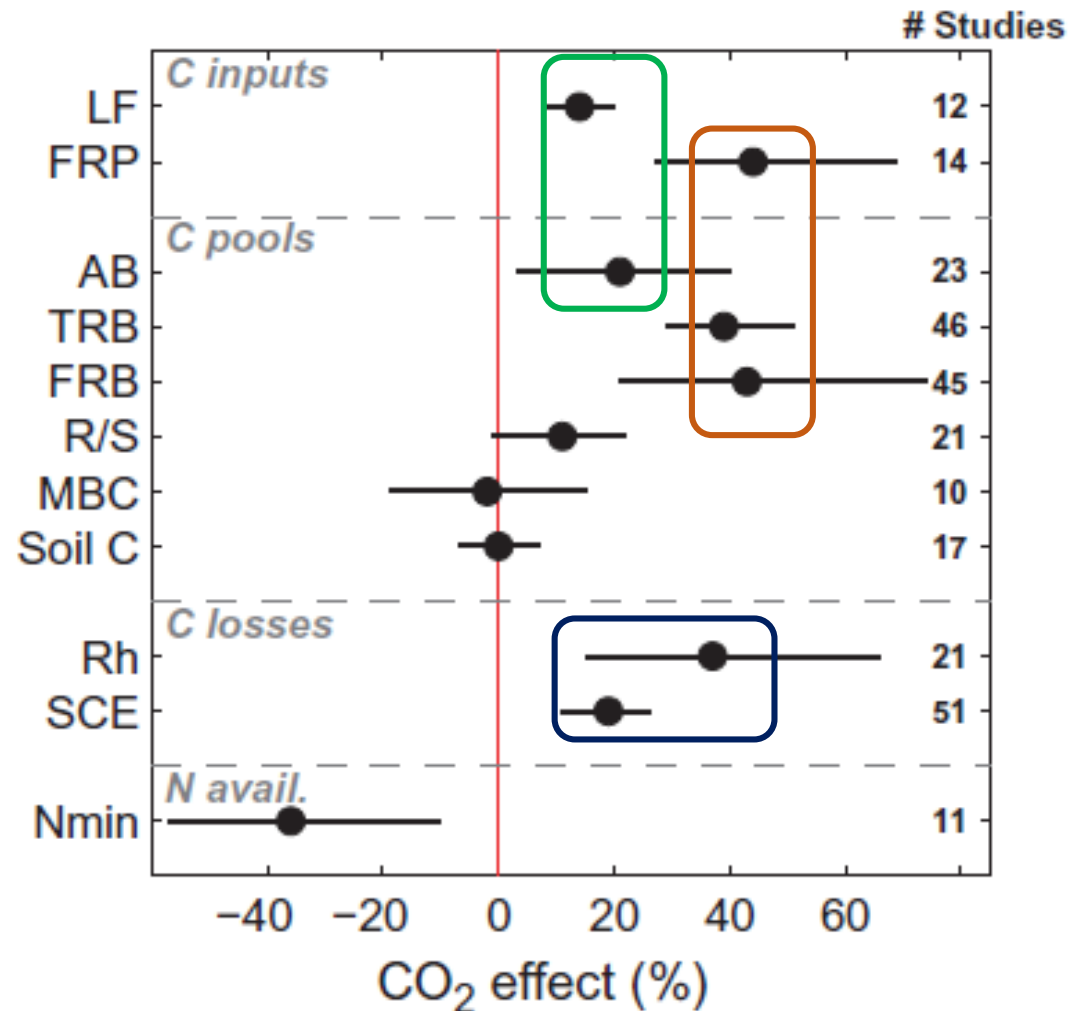 # Studies
C inputs
LF 12
FRP 14
C pools
AB 23
TRB 46
FRB 45
R/S 21
MBC 10
Soil C 17
C losses
Rh 21
SCE 51
N avail.
Nmin 11
−40 −20 0 20 40 60
CO₂ effect (%)